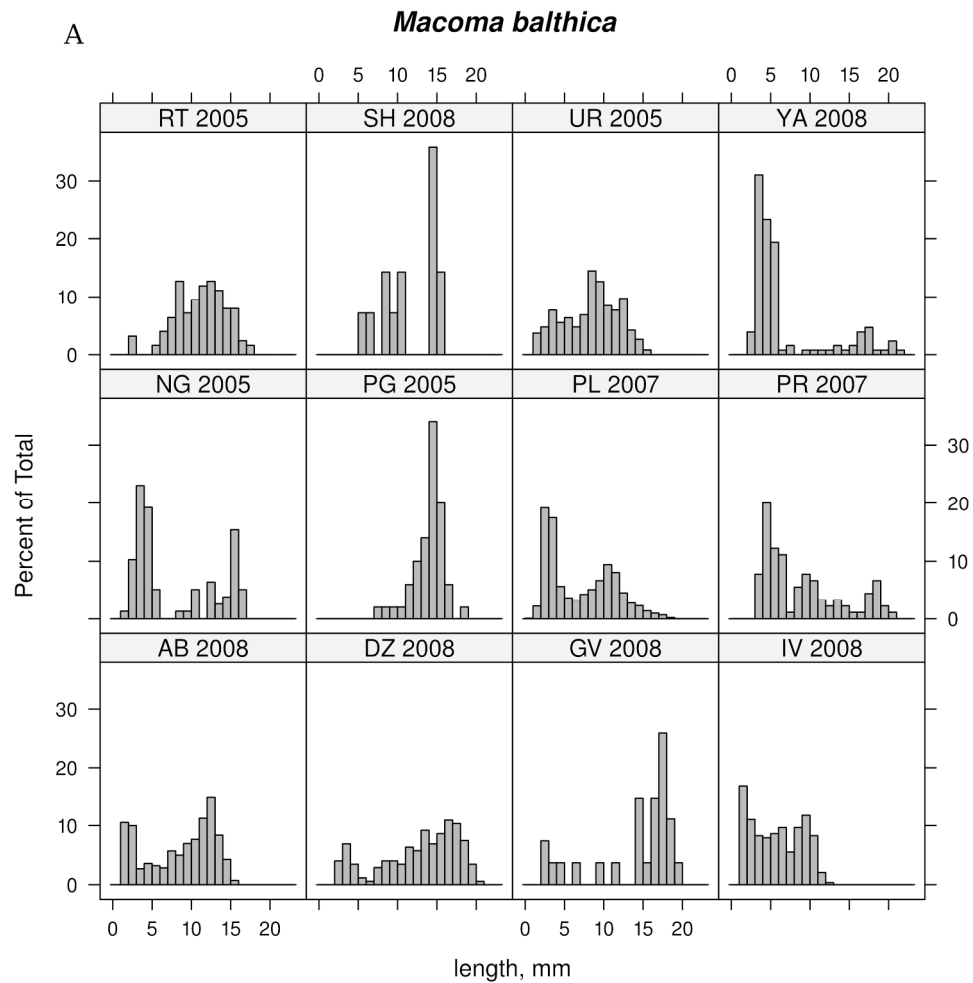 A
Macoma balthica
0 5 10 15 20 0 5 10 15 20
RT 2005 SH 2008 UR 2005 YA 2008
30
20
10
0
NG 2005 PG 2005 PL 2007 PR 2007
30
20
10
0
AB 2008 DZ 2008 GV 2008 IV 2008
30
20
10
0
0 5 10 15 20 0 5 10 15 20
Percent of Total
length, mm